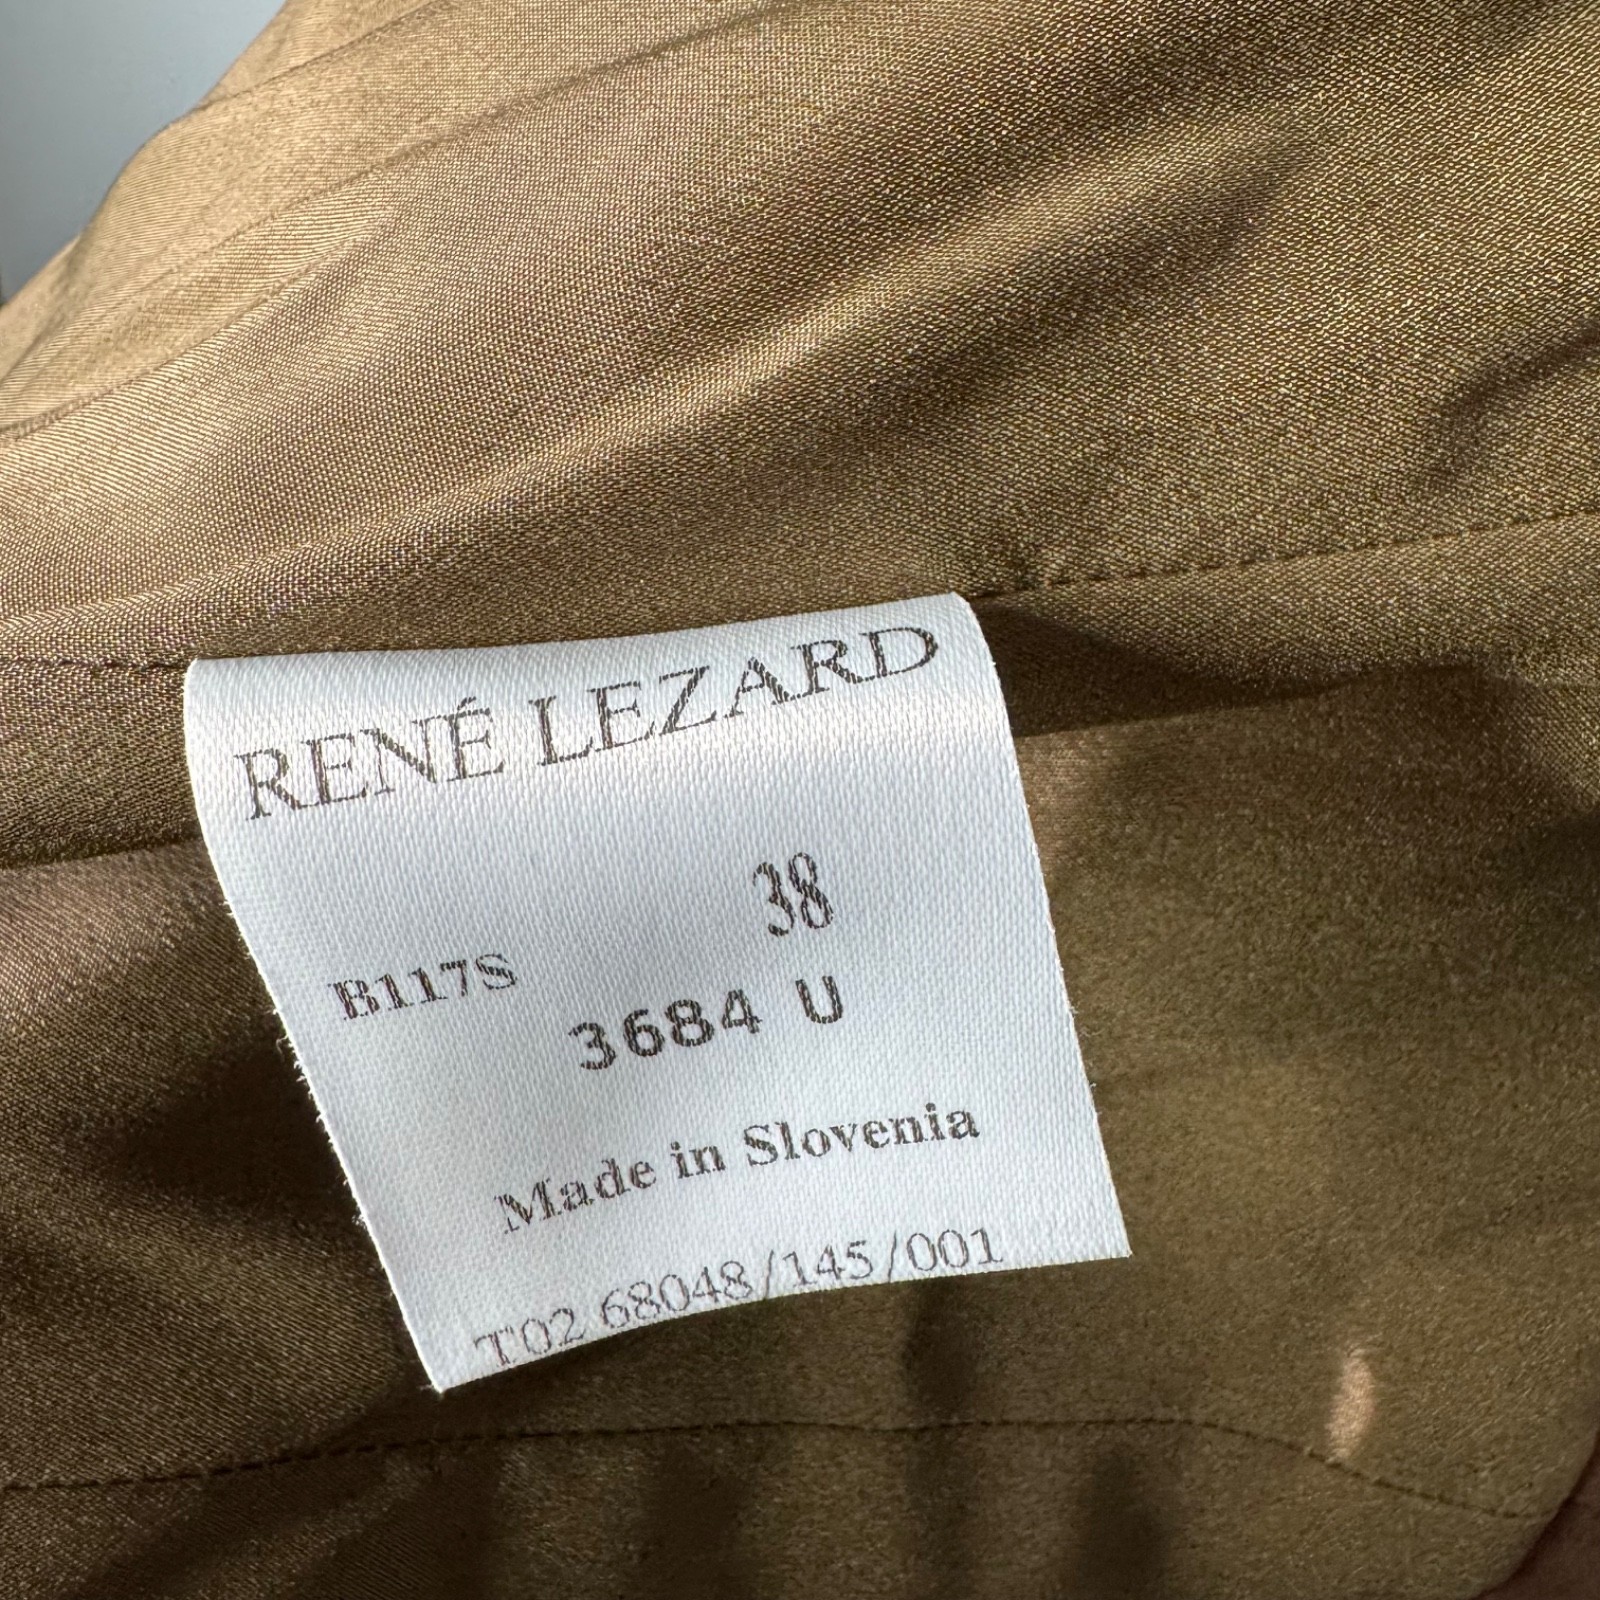 RENÉ LEZARD
38
B117S
3684 U
Made in Slovenia
T02 68048/145/001